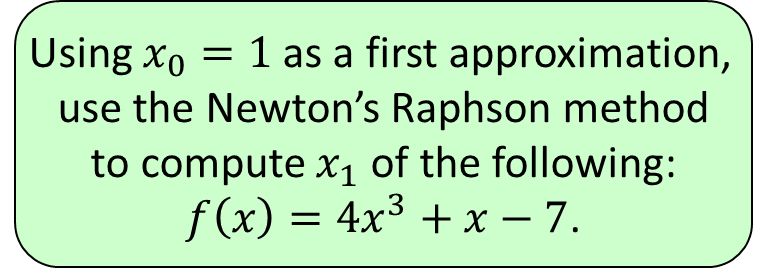 Using x₀ = 1 as a first approximation,
use the Newton’s Raphson method
to compute x₁ of the following:
f(x) = 4x³ + x − 7.